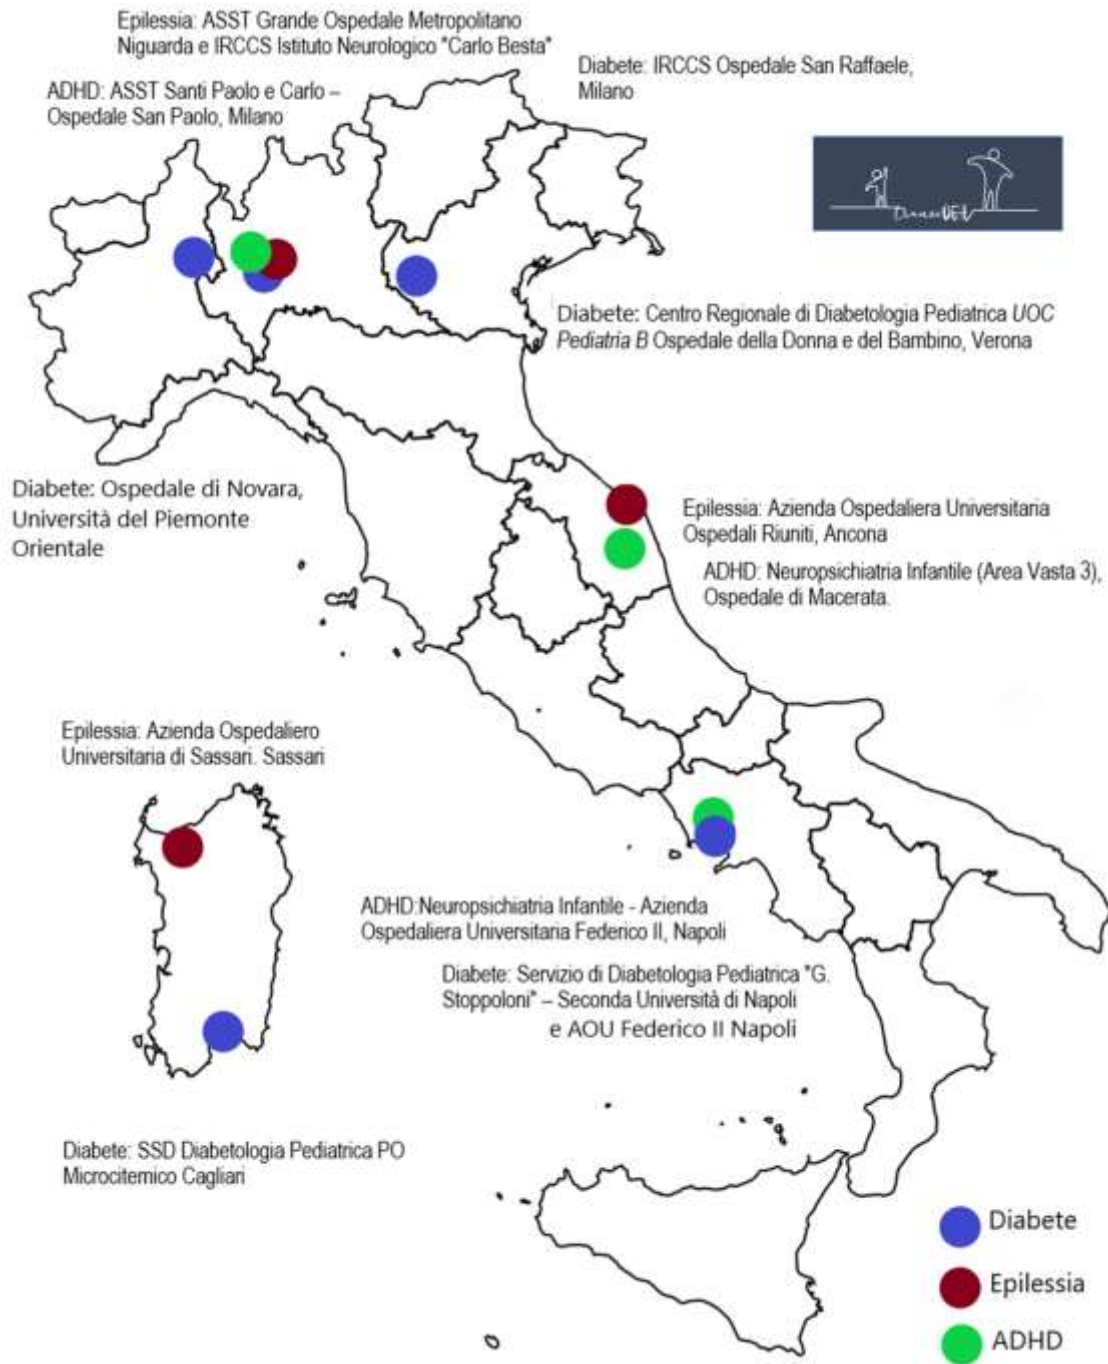 Epilessia: ASST Grande Ospedale Metropolitano
Niguarda e IRCCS Istituto Neurologico "Carlo Besta"
Diabete: IRCCS Ospedale San Raffaele,
Milano
ADHD: ASST Santi Paolo e Carlo –
Ospedale San Paolo, Milano
Diabete: Centro Regionale di Diabetologia Pediatrica UOC
Pediatria B Ospedale della Donna e del Bambino, Verona
Diabete: Ospedale di Novara,
Università del Piemonte
Orientale
Epilessia: Azienda Ospedaliera Universitaria
Ospedali Riuniti, Ancona
ADHD: Neuropsichiatria Infantile (Area Vasta 3),
Ospedale di Macerata.
Epilessia: Azienda Ospedaliero
Universitaria di Sassari. Sassari
ADHD:Neuropsichiatria Infantile - Azienda
Ospedaliera Universitaria Federico II, Napoli
Diabete: Servizio di Diabetologia Pediatrica "G.
Stoppoloni" – Seconda Università di Napoli
e AOU Federico II Napoli
Diabete: SSD Diabetologia Pediatrica PO
Microcitemico Cagliari
Diabete
Epilessia
ADHD